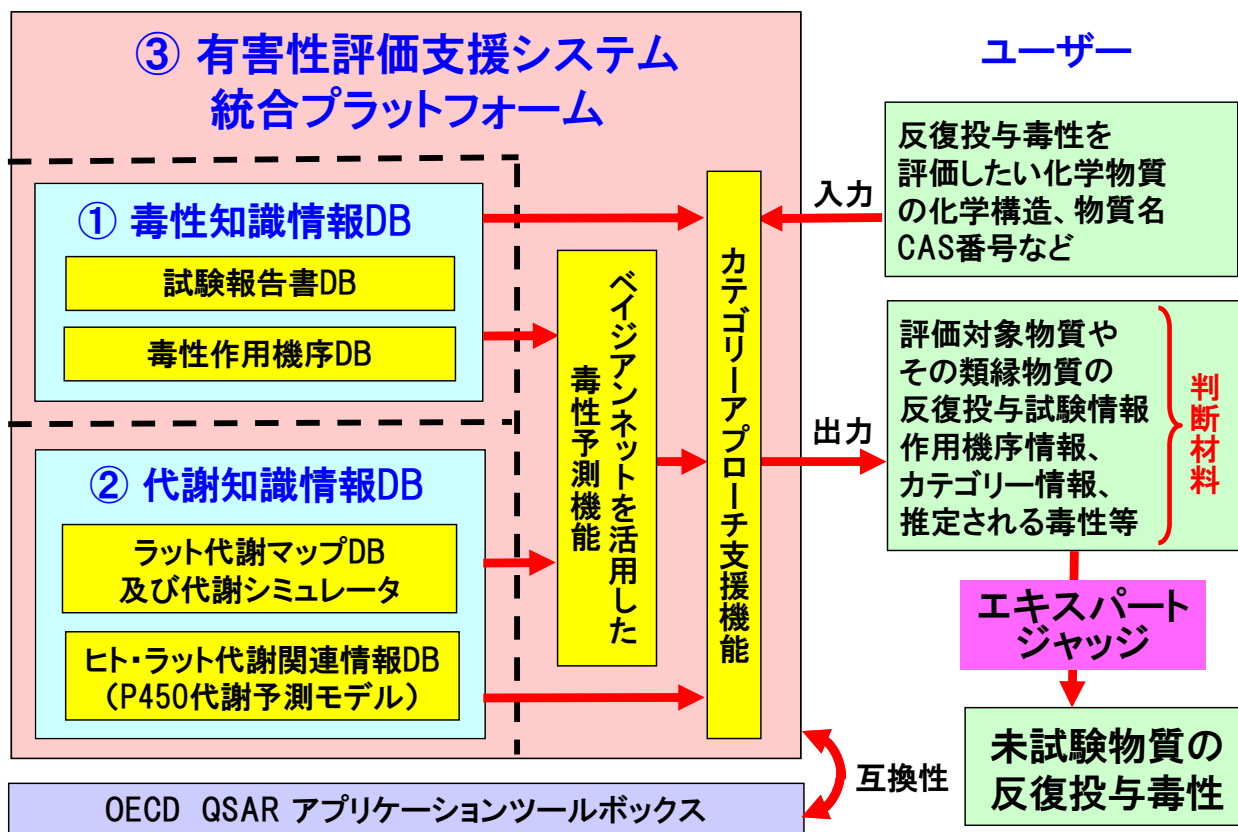 ③ 有害性評価支援システム
統合プラットフォーム
① 毒性知識情報DB
試験報告書DB
毒性作用機序DB
② 代謝知識情報DB
ラット代謝マップDB
及び代謝シミュレータ
ヒト・ラット代謝関連情報DB
（P450代謝予測モデル）
ベイジアンネットを活用した
毒性予測機能
カテゴリーアプローチ支援機能
OECD QSAR アプリケーションツールボックス
互換性
ユーザー
入力
反復投与毒性を
評価したい化学物質
の化学構造、物質名
CAS番号など
出力
評価対象物質や
その類縁物質の
反復投与試験情報
作用機序情報、
カテゴリー情報、
推定される毒性等
判断材料
エキスパート
ジャッジ
未試験物質の
反復投与毒性